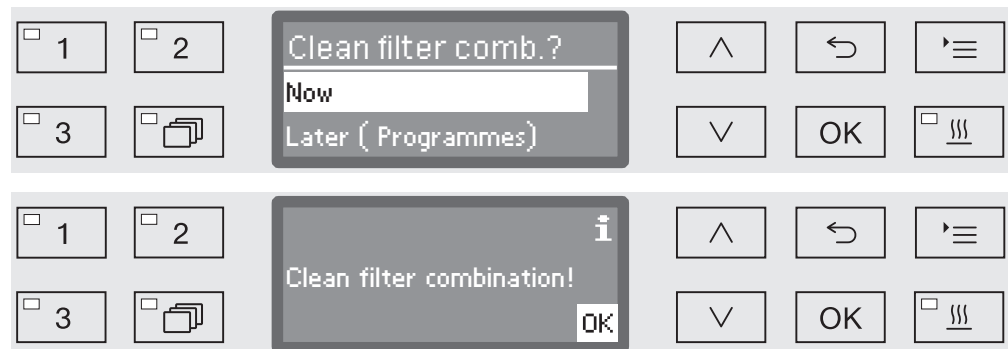 1
2
3
Clean filter comb.?
Now
Later ( Programmes)
OK
1
2
3
i
Clean filter combination!
OK
OK